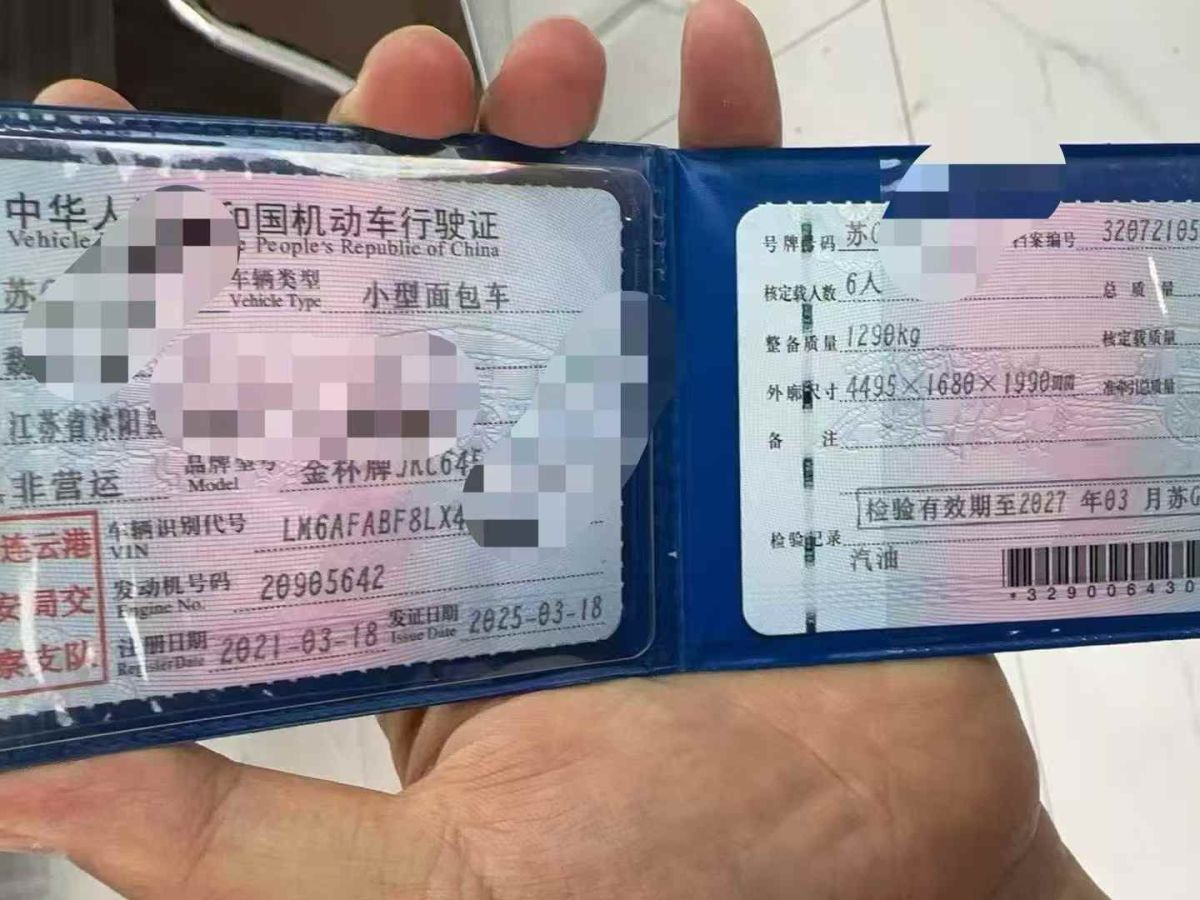 中华人 和国机动车行驶证
Vehicle People's Republic of China
苏 车辆类型 小型面包车
Vehicle Type
江苏省沭阳
非营运 品牌型号 金杯牌JKC645
Model
连云港
安局交
察支队
车辆识别代号 LM6AFABF8LX4
VIN
发动机号码 20905642
Engine No.
注册日期 2021-03-18 发证日期 2025-03-18
Register Date Issue Date
号牌号码 苏 档案编号 32072105
核定载人数 6人 总质量
整备质量 1290kg 核定载质量
外廓尺寸 4495×1680×1990mm 准牵引总质量
备注
检验有效期至2027年03月苏G
检验记录
汽油
*329006430